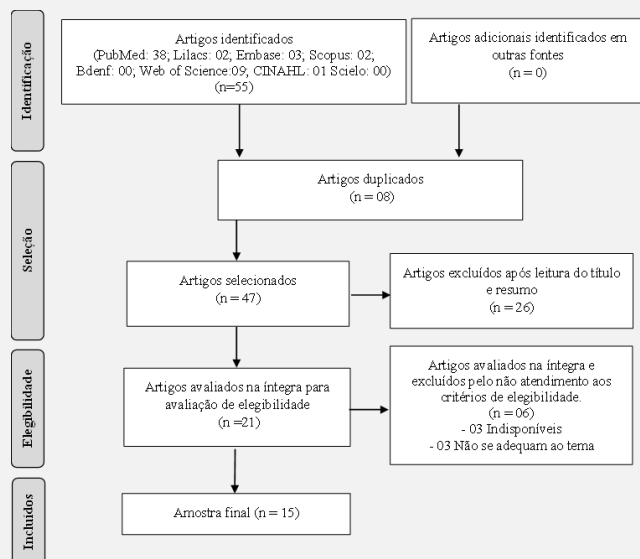 Identificação
Artigos identificados
(PubMed: 38; Lilacs: 02; Embase: 03; Scopus: 02;
Bdenf: 00; Web of Science:09; CINAHL: 01 Scielo: 00)
(n=55)
Artigos adicionais identificados em
outras fontes
(n = 0)
Seleção
Artigos duplicados
(n = 08)
Artigos selecionados
(n = 47)
Artigos excluídos após leitura do título
e resumo
(n = 26)
Elegibilidade
Artigos avaliados na íntegra para
avaliação de elegibilidade
(n =21)
Artigos avaliados na íntegra e
excluídos pelo não atendimento aos
critérios de elegibilidade.
(n = 06)
- 03 Indisponíveis
- 03 Não se adequam ao tema
Incluídos
Amostra final (n = 15)